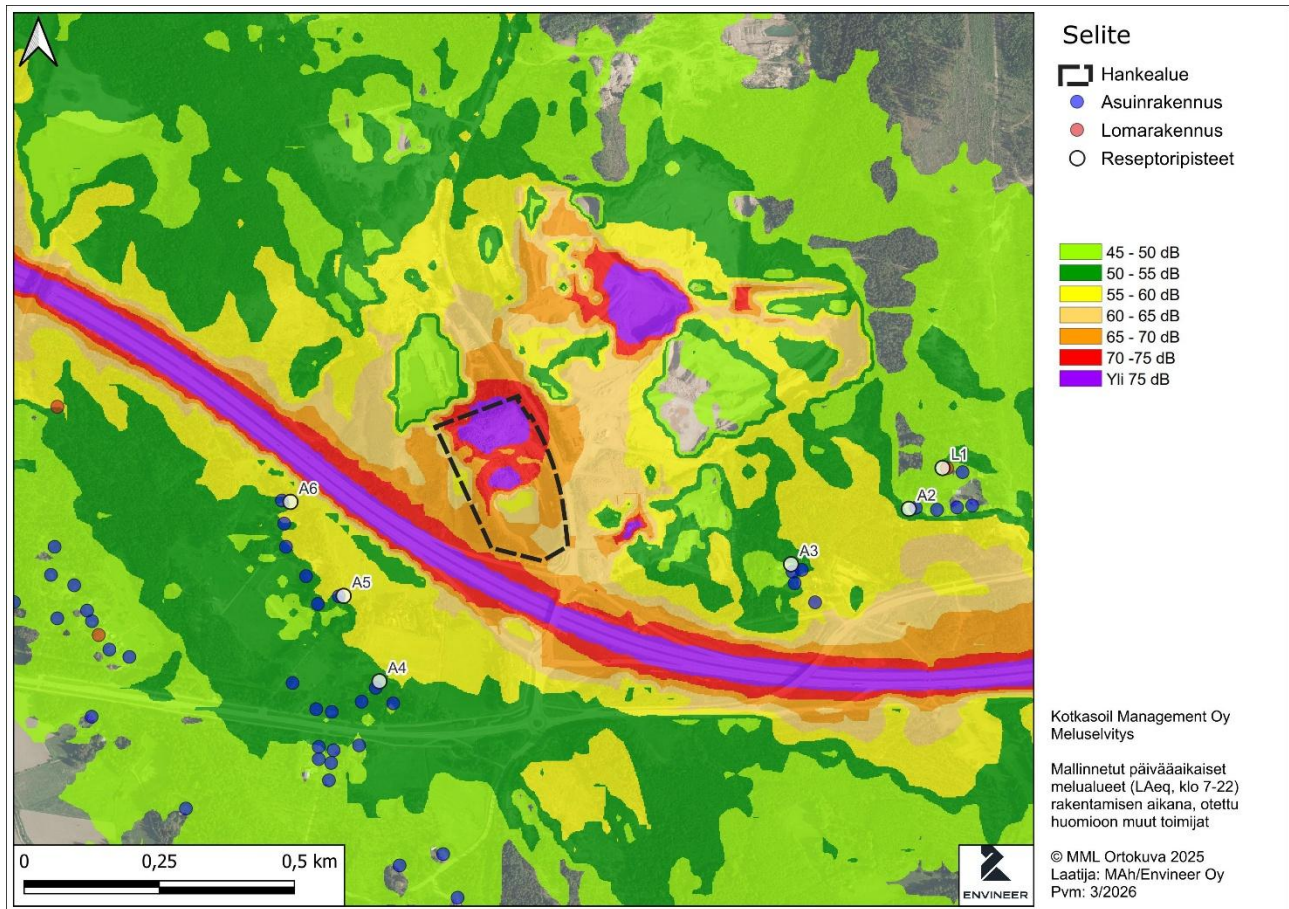 Selite
Hankealue
Asuinrakennus
Lomarakennus
Reseptoripisteet
45 - 50 dB
50 - 55 dB
55 - 60 dB
60 - 65 dB
65 - 70 dB
70 -75 dB
Yli 75 dB
L1
A2
A3
A6
A5
A4
0 0,25 0,5 km
ENVINEER
Kotkasoil Management Oy
Meluselvitys
Mallinnetut päivääaikaiset
melualueet (LAeq, klo 7-22)
rakentamisen aikana, otettu
huomioon muut toimijat
© MML Ortokuva 2025
Laatija: MAh/Envineer Oy
Pvm: 3/2026